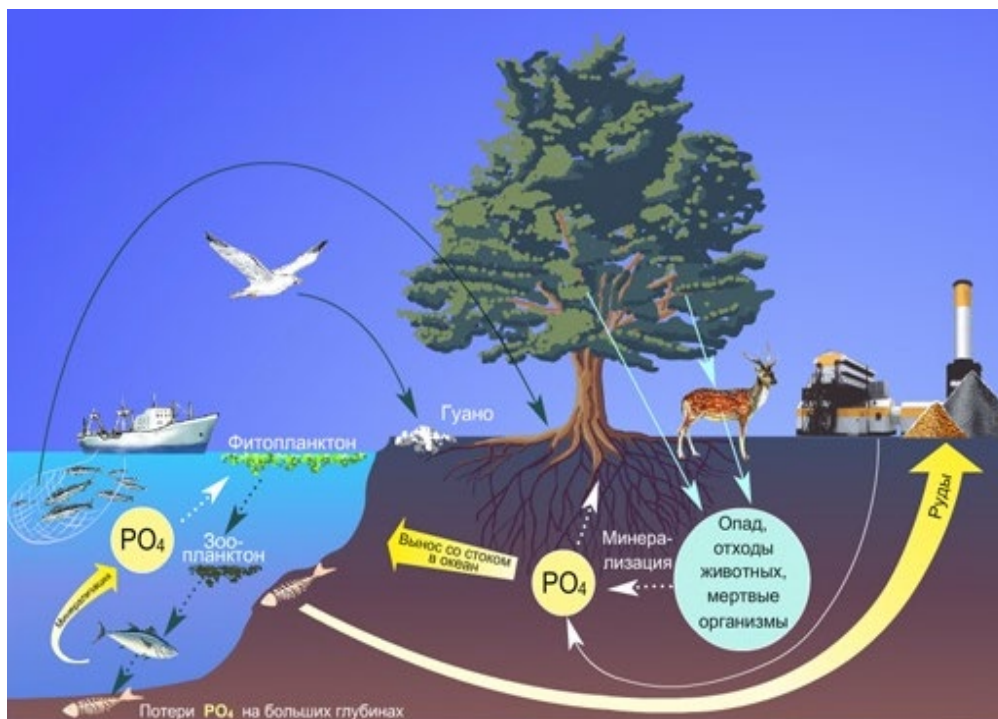 Гуано
Фитопланктон
PO₄
Зоо-
планктон
Минерализация
Вынос со стоком
в океан
Минера-
лизация
PO₄
Опад,
отходы
животных,
мертвые
организмы
Руды
Потери PO₄ на больших глубинах